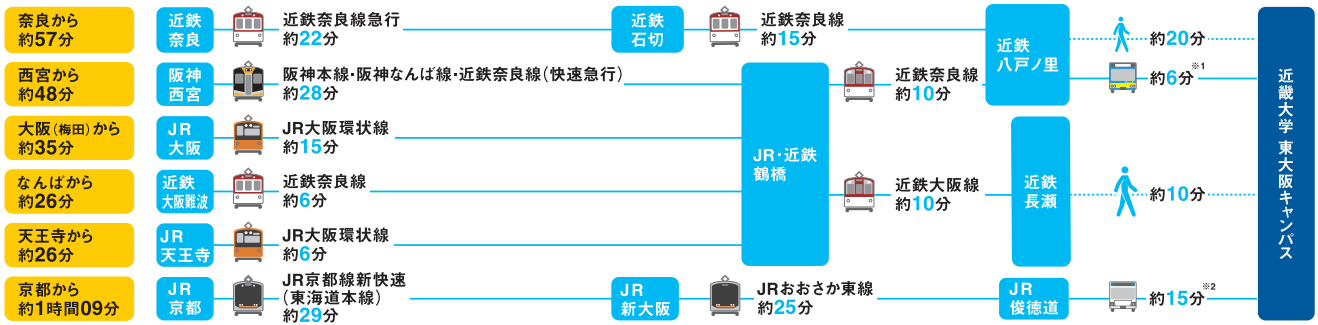 奈良から
約57分
近鉄
奈良
近鉄奈良線急行
約22分
近鉄
石切
近鉄奈良線
約15分
近鉄
八戸ノ里
約20分
西宮から
約48分
阪神
西宮
阪神本線・阪神なんば線・近鉄奈良線(快速急行)
約28分
近鉄奈良線
約10分
約6分※1
大阪(梅田)から
約35分
JR
大阪
JR大阪環状線
約15分
JR・近鉄
鶴橋
なんばから
約26分
近鉄
大阪難波
近鉄奈良線
約6分
近鉄大阪線
約10分
近鉄
長瀬
約10分
天王寺から
約26分
JR
天王寺
JR大阪環状線
約6分
京都から
約1時間09分
JR
京都
JR京都線新快速
(東海道本線)
約29分
JR
新大阪
JRおおさか東線
約25分
JR
俊徳道
約15分※2
近畿大学 東大阪キャンパス